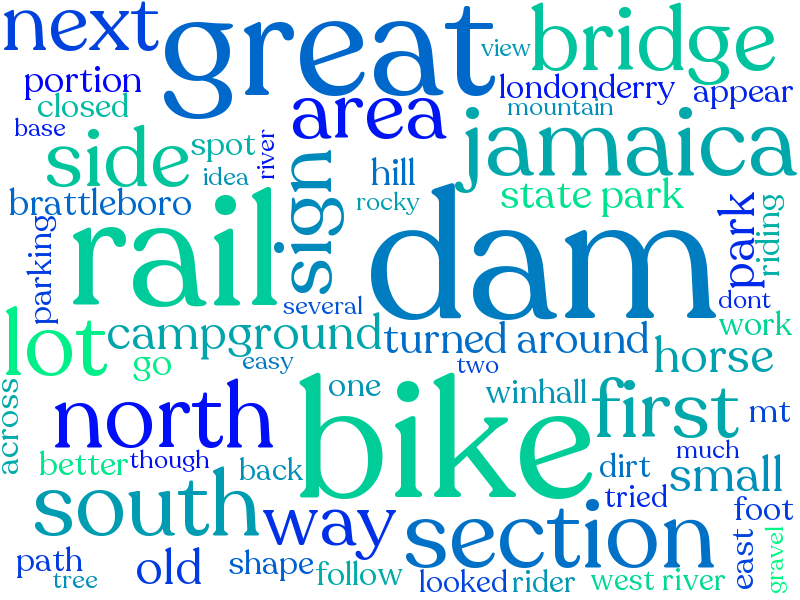 next
great
view
bridge
portion
closed
base
area
londonderry
mountain
appear
side
spot
idea
river
sign
hill
rocky
jamaica
state park
brattleboro
parking
rail
several
dam
park
riding
dont
work
lot
campground
go
easy
turned around
two
horse
across
north
one
bike
winhall
first
mt
better
though
back
dirt
much
small
tried
foot
south
way
section
east
gravel
path
tree
old
shape
follow
looked
rider
west river